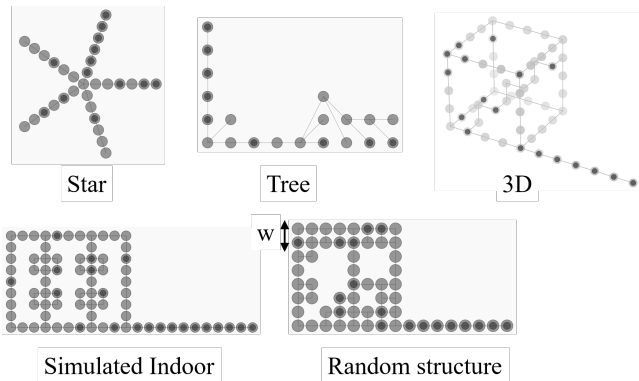 Star
Tree
3D
W
Simulated Indoor
Random structure